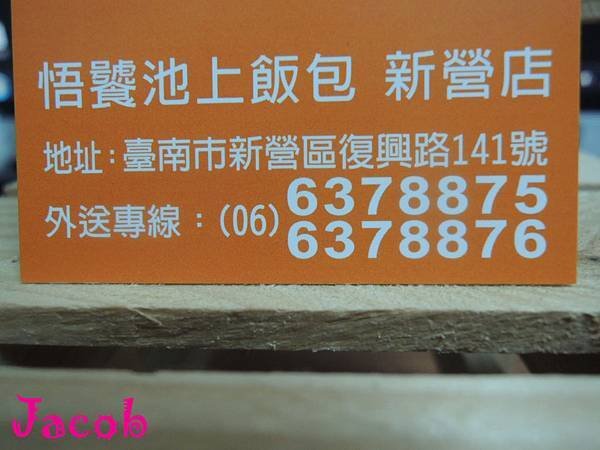 悟饕池上飯包 新營店
地址：臺南市新營區復興路141號
外送專線：(06) 6378875
6378876
Jacob